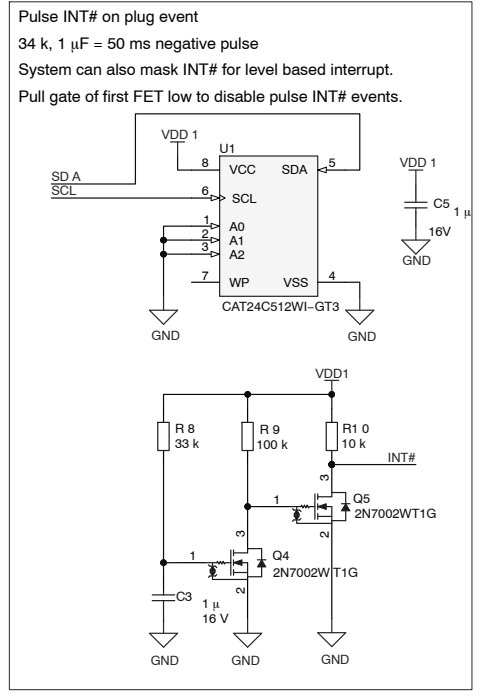 Pulse INT# on plug event
34 k, 1 μF = 50 ms negative pulse
System can also mask INT# for level based interrupt.
Pull gate of first FET low to disable pulse INT# events.
VDD 1
U1
8 VCC SDA 5
SD A
SCL
6 SCL
1 A0
2 A1
3 A2
7 WP VSS 4
CAT24C512WI−GT3
GND
GND
VDD 1
C5
1 μ
16V
GND
VDD1
R 8
33 k
R 9
100 k
R1 0
10 k
INT#
3
1
Q5
2N7002WT1G
2
3
1
Q4
2N7002W T1G
2
C3
1 μ
16 V
GND
GND
GND